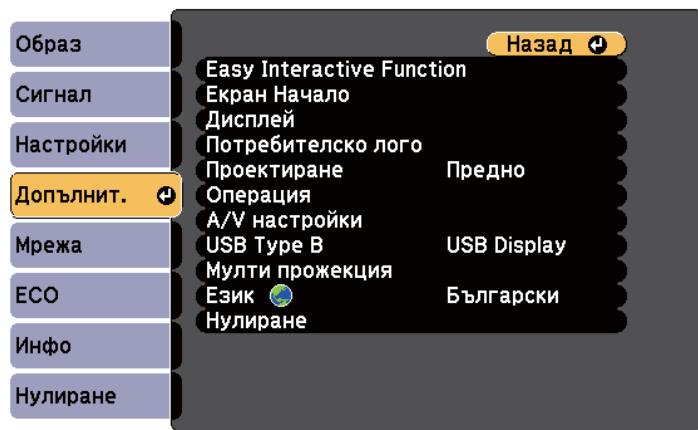 Образ
Сигнал
Настройки
Допълнит.
Мрежа
ECO
Инфо
Нулиране
Назад
Easy Interactive Function
Екран Начало
Дисплей
Потребителско лого
Проектиране Предно
Операция
A/V настройки
USB Type B USB Display
Мулти прожекция
Език Български
Нулиране